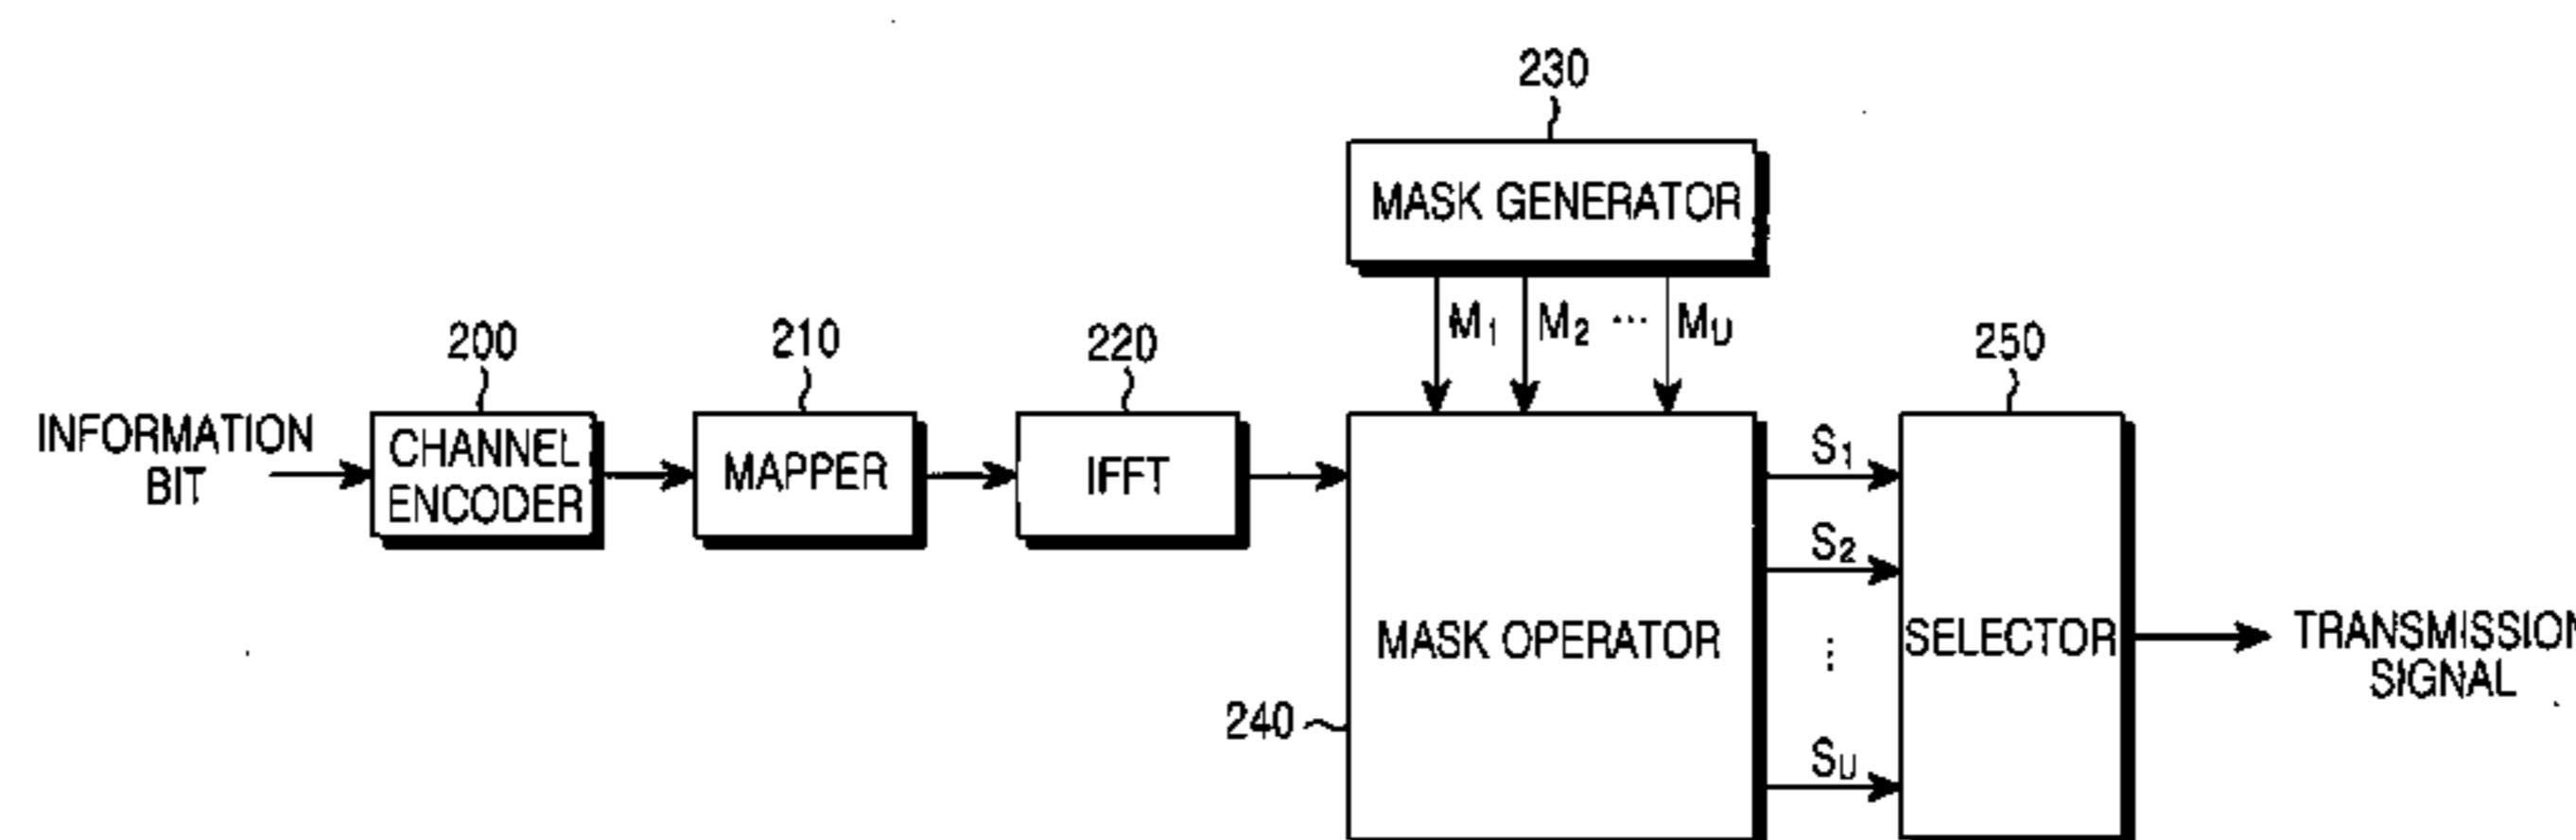 230
MASK GENERATOR
M1 M2 ... MU
200
210
220
250
INFORMATION
BIT
CHANNEL
ENCODER
MAPPER
IFFT
S1
S2
⋮
SU
MASK OPERATOR
240
SELECTOR
TRANSMISSION
SIGNAL